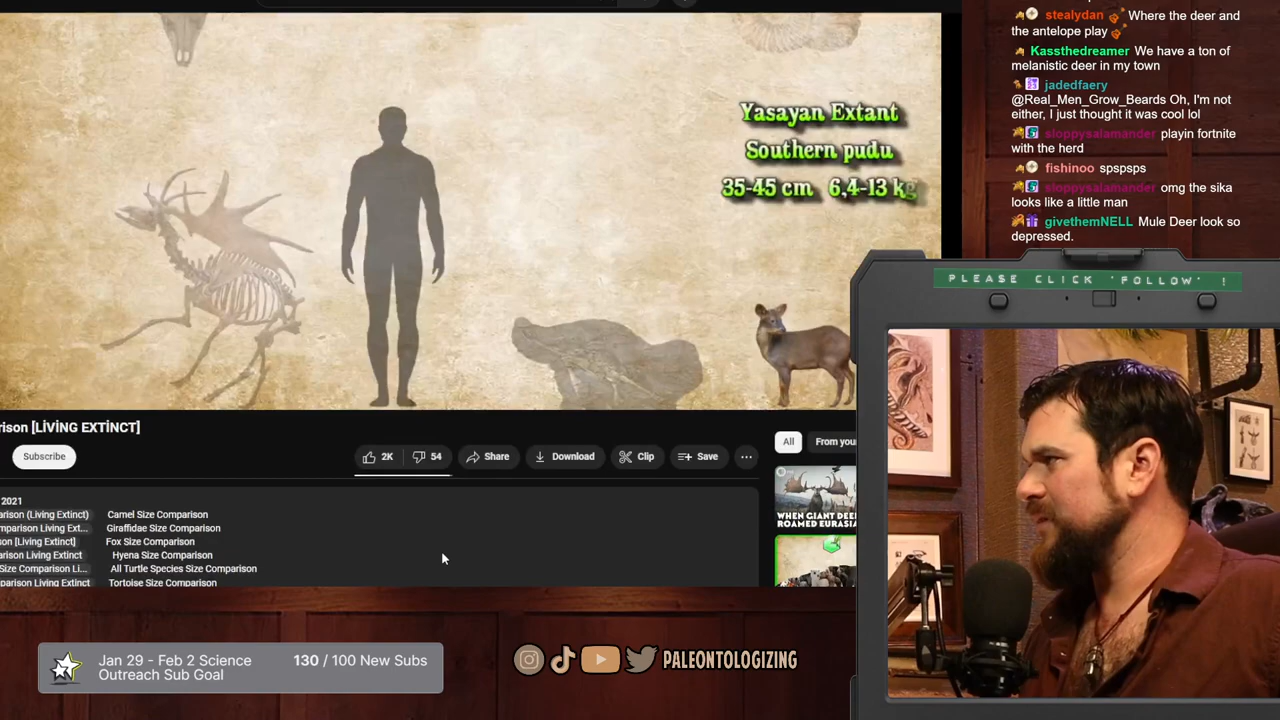 Yasayan Extant
Southern pudu
35-45 cm 6,4-13 kg
rison [LİVİNG EXTİNCT]
Subscribe
2K
54
Share
Download
Clip
Save
All
From your
2021
arison (Living Extinct) Camel Size Comparison
mparison Living Ext... Giraffidae Size Comparison
son [Living Extinct] Fox Size Comparison
arison Living Extinct Hyena Size Comparison
Size Comparison Li... All Turtle Species Size Comparison
parison Living Extinct Tortoise Size Comparison
WHEN GIANT DEE
ROAMED EURASIA
stealydan Where the deer and
the antelope play
Kassthedreamer We have a ton of
melanistic deer in my town
jadedfaery
@Real_Men_Grow_Beards Oh, I'm not
either, I just thought it was cool lol
sloppysalamander playin fortnite
with the herd
fishinoo spspsps
sloppysalamander omg the sika
looks like a little man
givethemNELL Mule Deer look so
depressed.
PLEASE CLICK 'FOLLOW' !
7
Jan 29 - Feb 2 Science
Outreach Sub Goal
130 / 100 New Subs
PALEONTOLOGIZING